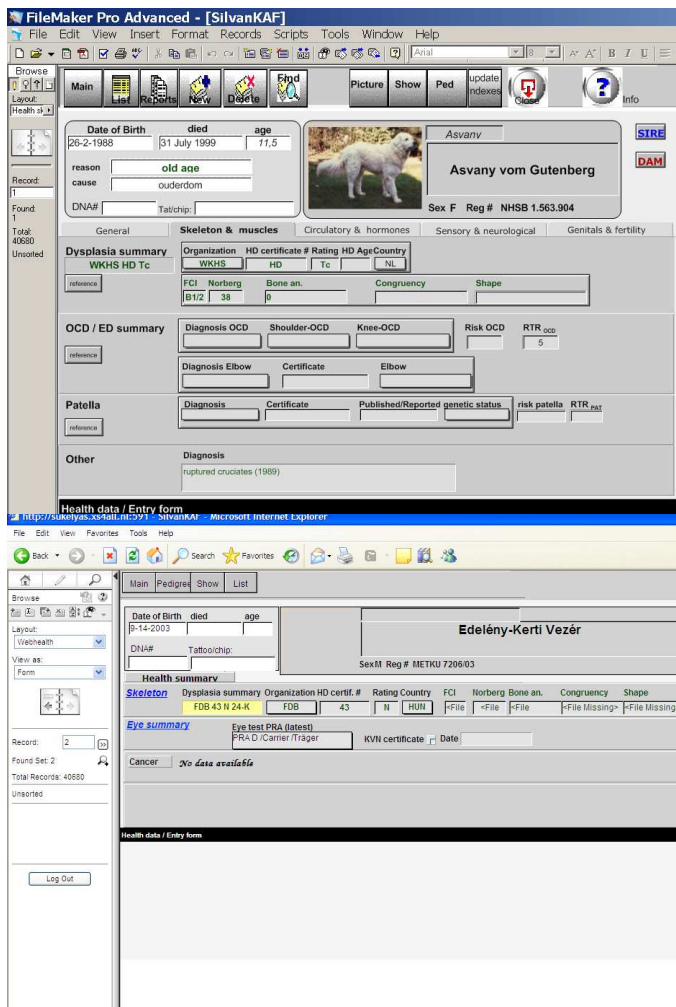 FileMaker Pro Advanced - [SilvanKAF]
File Edit View Insert Format Records Scripts Tools Window Help
Arial 8 B I U
Browse
Layout:
Record:
1
Found:
1
Total:
40680
Unsorted
Main List Reports New Delete Find Picture Show Ped update Close ? Info
Date of Birth died age
26-2-1988 31 July 1999 11,5
reason old age
cause ouderdom
DNA# Tat/chip:
Asvany
Asvany vom Gutenberg
Sex F Reg # NHSB 1.563.904
SIRE
DAM
General Skeleton & muscles Circulatory & hormones Sensory & neurological Genitals & fertility
Dysplasia summary
WKHS HD Tc
reference
Organization HD certificate # Rating HD Age Country
WKHS HD Tc NL
FCI Norberg Bone an. Congruency Shape
B1/2 38 0
OCD / ED summary
reference
Diagnosis OCD Shoulder-OCD Knee-OCD Risk OCD RTR OCD
5
Diagnosis Elbow Certificate Elbow
Patella
reference
Diagnosis Certificate Published/Reported genetic status risk patella RTR PAT
Other
Diagnosis
ruptured cruciates (1989)
Health data / Entry form
http://sukelyas.xs4all.nl:591 - SilvanKAF - Microsoft Internet Explorer
File Edit View Favorites Tools Help
Back Search Favorites
Browse
Layout:
Webhealth
View as:
Form
Record: 2
Found Set: 2
Total Records: 40680
Unsorted
Log Out
Main Pedigree Show List
Date of Birth died age
9-14-2003
DNA# Tattoo/chip:
Edelény-Kerti Vezér
Sex M Reg # METKU 7206/03
Health summary
Skeleton Dysplasia summary Organization HD certif. # Rating Country FCI Norberg Bone an. Congruency Shape
FDB 43 N 24-K FDB 43 N HUN <File <File <File <File Missing> <File Missing
Eye summary Eye test PRA (latest)
PRA D /Carrier /Träger KVN certificate Date
Cancer No data available
Health data / Entry form